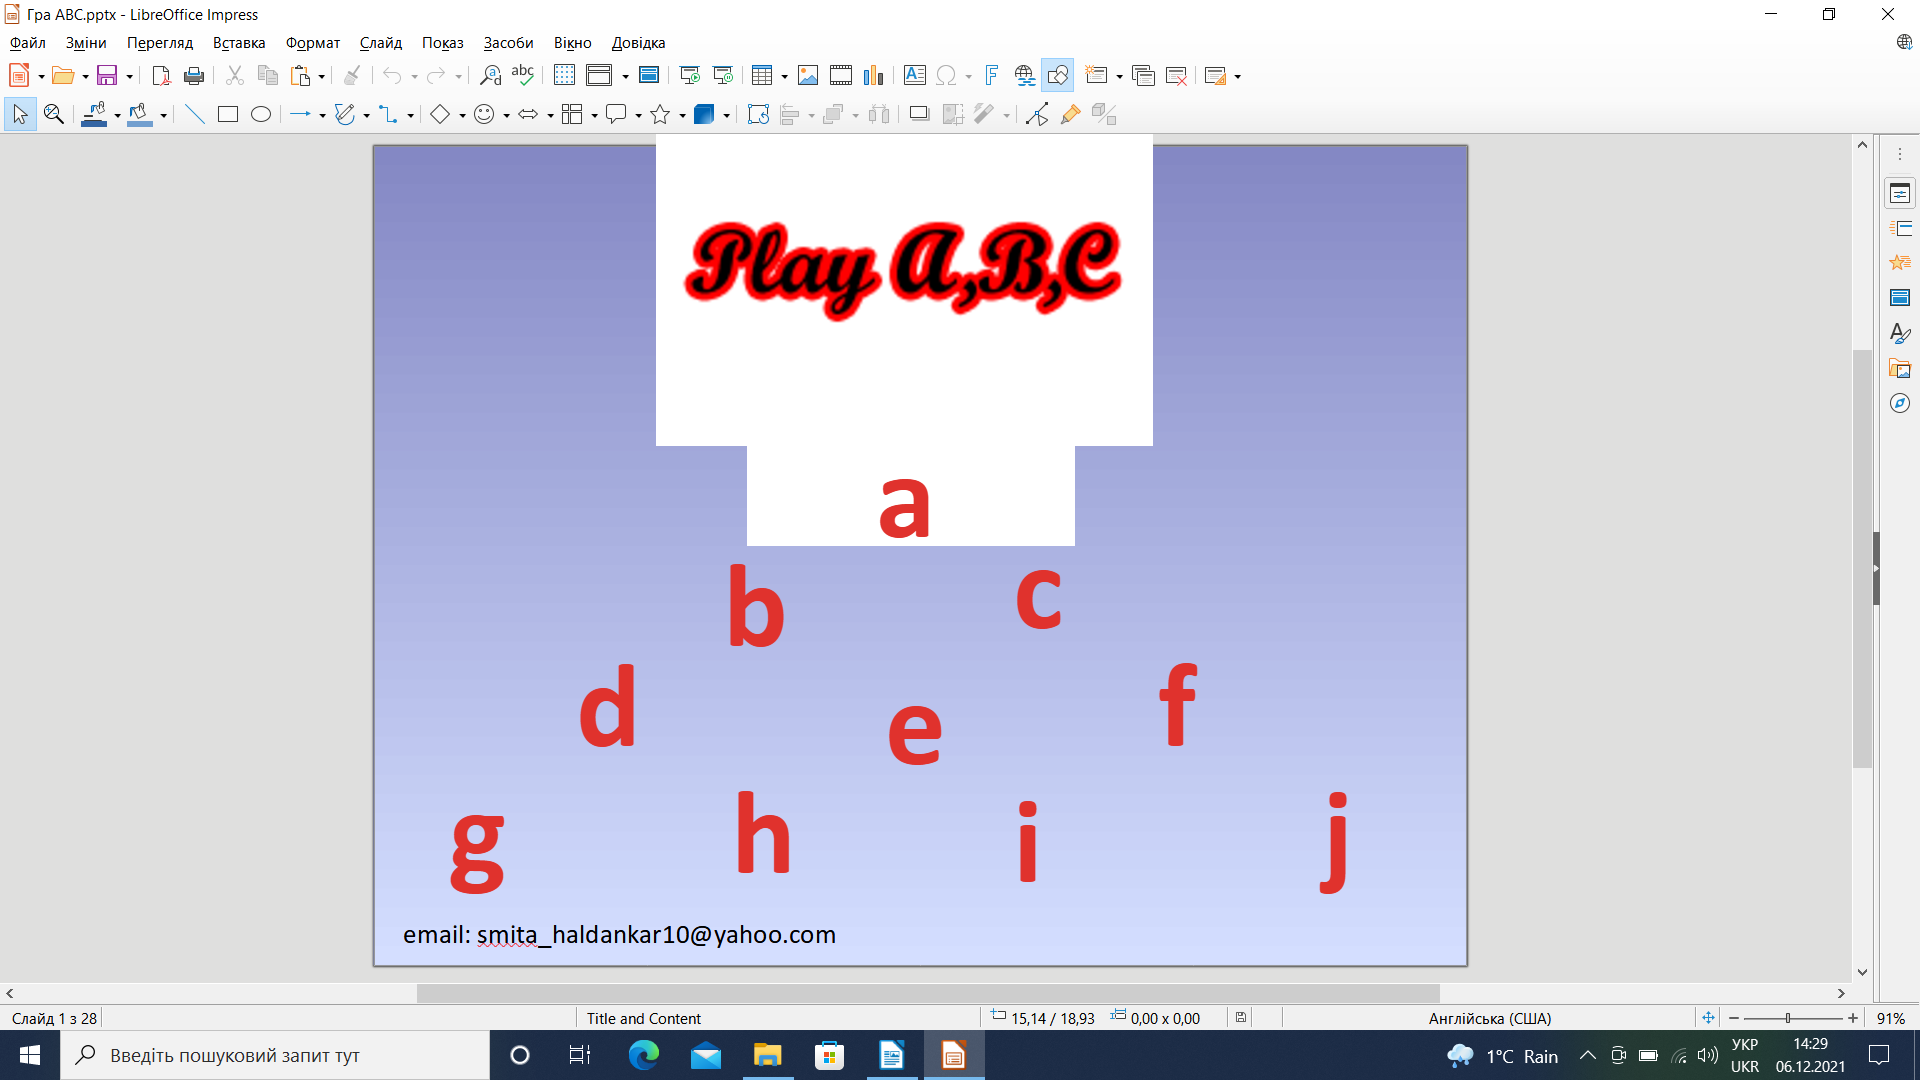 Гра ABC.pptx - LibreOffice Impress
Файл Зміни Перегляд Вставка Формат Слайд Показ Засоби Вікно Довідка
Play A,B,C
a
b c
d e f
g h i j
email: smita_haldankar10@yahoo.com
Слайд 1 з 28 Title and Content 15,14 / 18,93 0,00 x 0,00 Англійська (США) 91%
Введіть пошуковий запит тут 1°C Rain УКР 14:29
UKR 06.12.2021